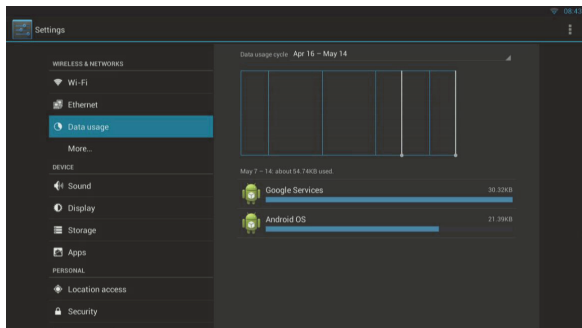 08:43
Settings
WIRELESS & NETWORKS
Wi-Fi
Ethernet
Data usage
More...
DEVICE
Sound
Display
Storage
Apps
PERSONAL
Location access
Security
Data usage cycle Apr 16 – May 14
May 7 – 14: about 54.74KB used.
Google Services 30.32KB
Android OS 21.39KB